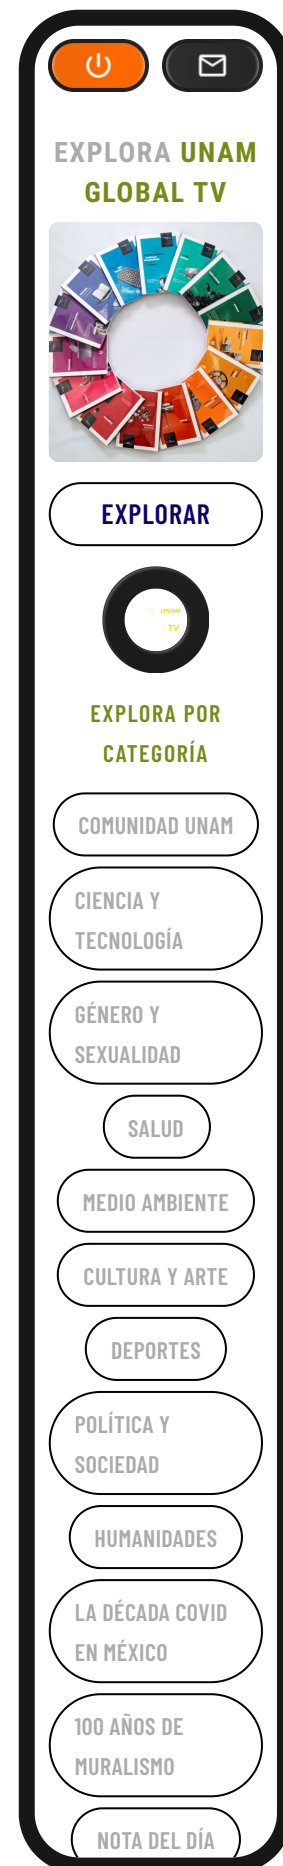 EXPLORA UNAM
GLOBAL TV
EXPLORAR
UNAM
TV
EXPLORA POR
CATEGORÍA
COMUNIDAD UNAM
CIENCIA Y
TECNOLOGÍA
GÉNERO Y
SEXUALIDAD
SALUD
MEDIO AMBIENTE
CULTURA Y ARTE
DEPORTES
POLÍTICA Y
SOCIEDAD
HUMANIDADES
LA DÉCADA COVID
EN MÉXICO
100 AÑOS DE
MURALISMO
NOTA DEL DÍA